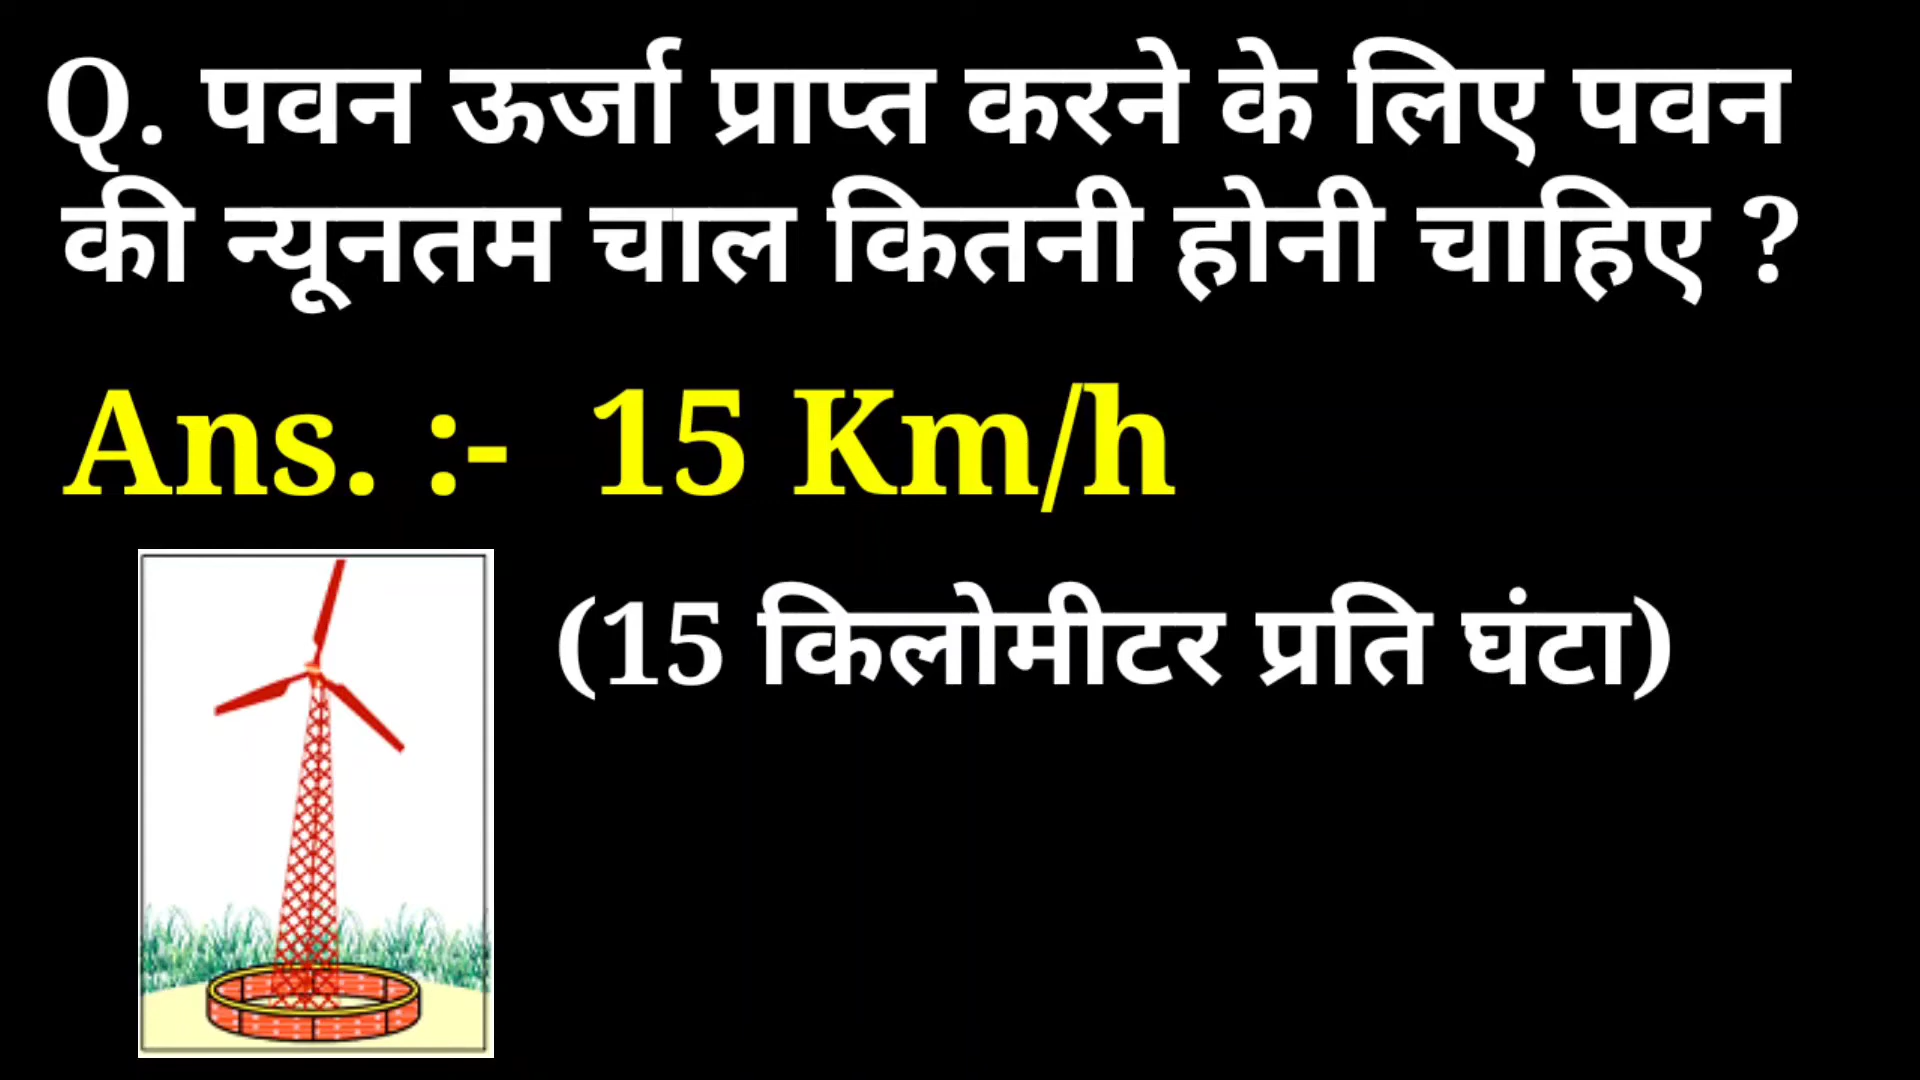 Q. पवन ऊर्जा प्राप्त करने के लिए पवन
की न्यूनतम चाल कितनी होनी चाहिए ?
Ans. :- 15 Km/h
(15 किलोमीटर प्रति घंटा)